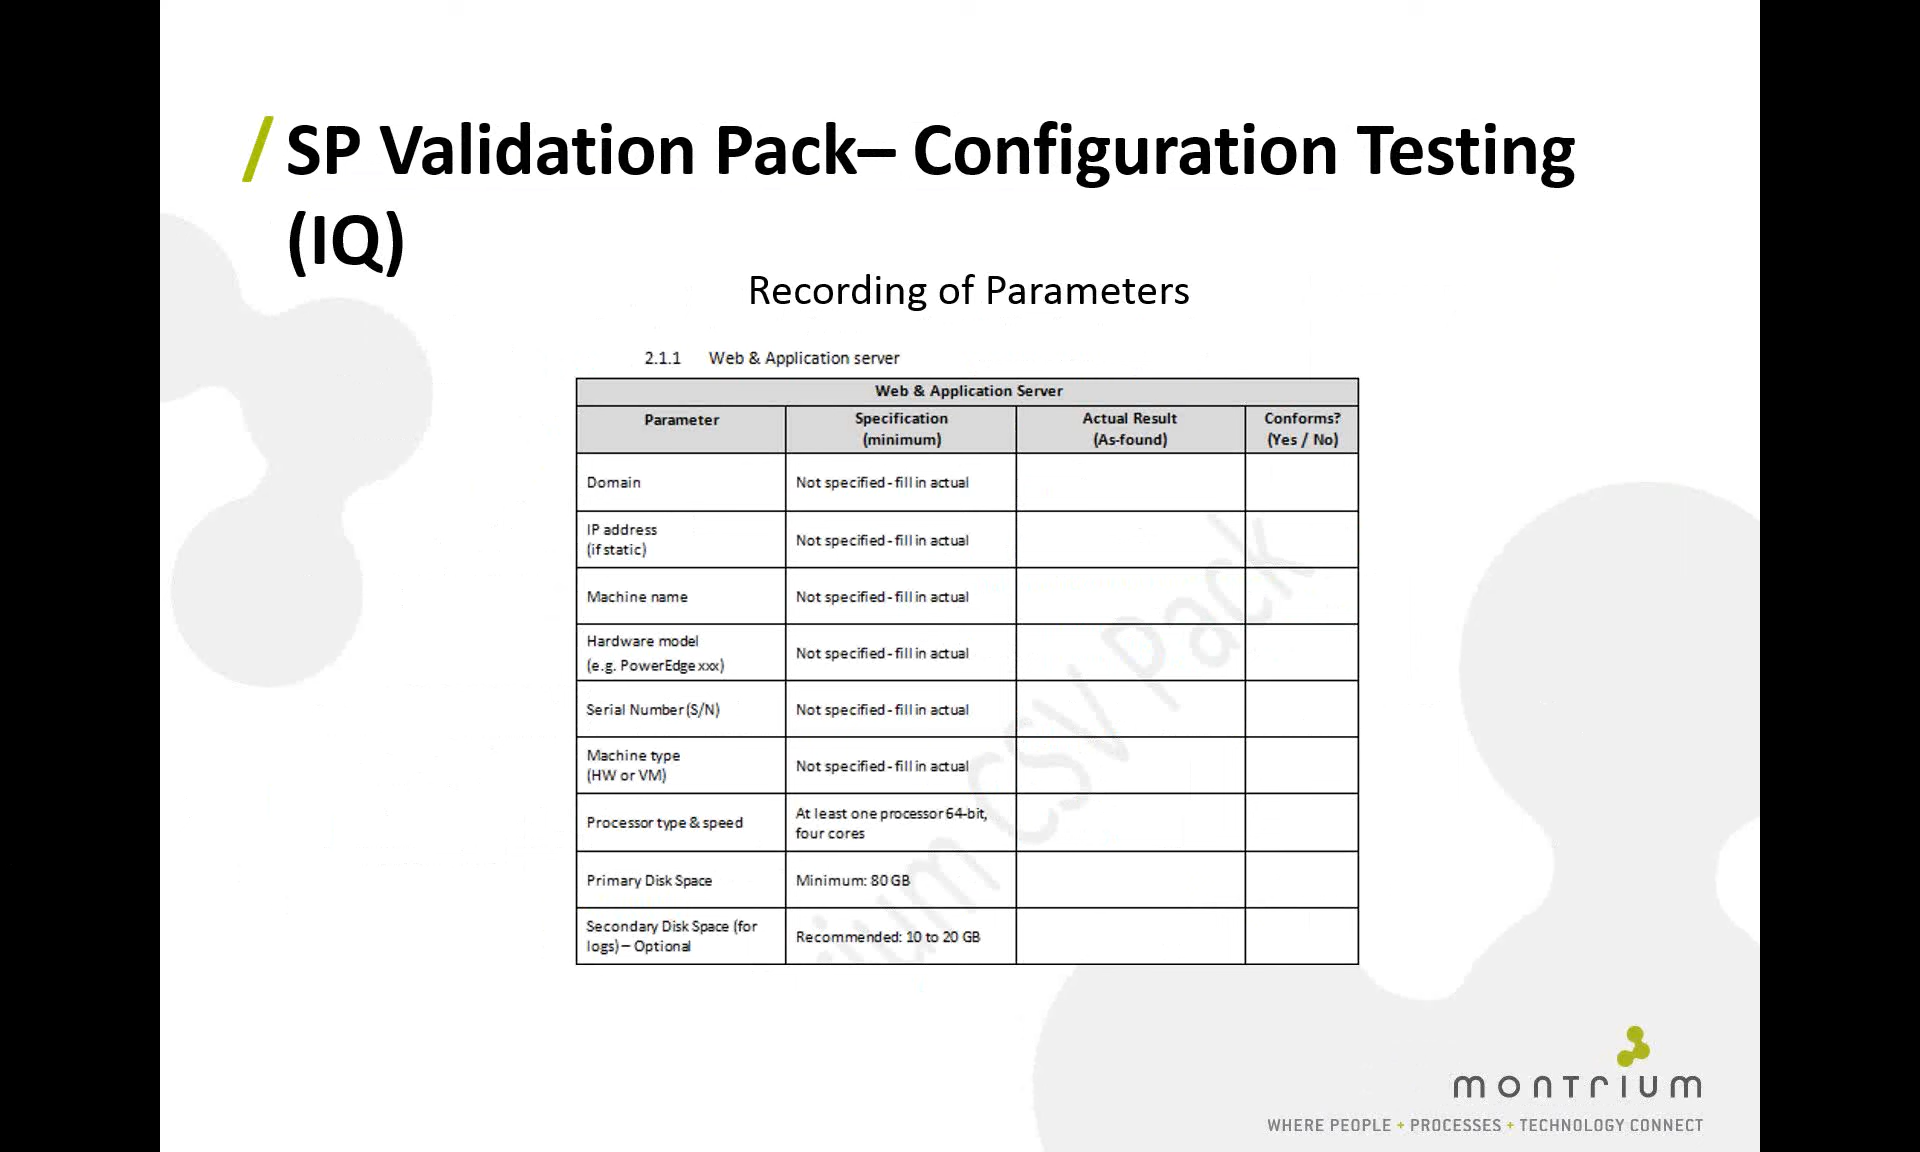 / SP Validation Pack– Configuration Testing
(IQ)
Recording of Parameters
2.1.1 Web & Application server
Web & Application Server
Parameter Specification (minimum) Actual Result (As-found) Conforms? (Yes / No)
Domain Not specified - fill in actual
IP address
(if static) Not specified - fill in actual
Machine name Not specified - fill in actual
Hardware model
(e.g. PowerEdge xxx) Not specified - fill in actual
Serial Number (S/N) Not specified - fill in actual
Machine type
(HW or VM) Not specified - fill in actual
Processor type & speed At least one processor 64-bit,
four cores
Primary Disk Space Minimum: 80 GB
Secondary Disk Space (for
logs) – Optional Recommended: 10 to 20 GB
CSV Pack
montrium
WHERE PEOPLE + PROCESSES + TECHNOLOGY CONNECT